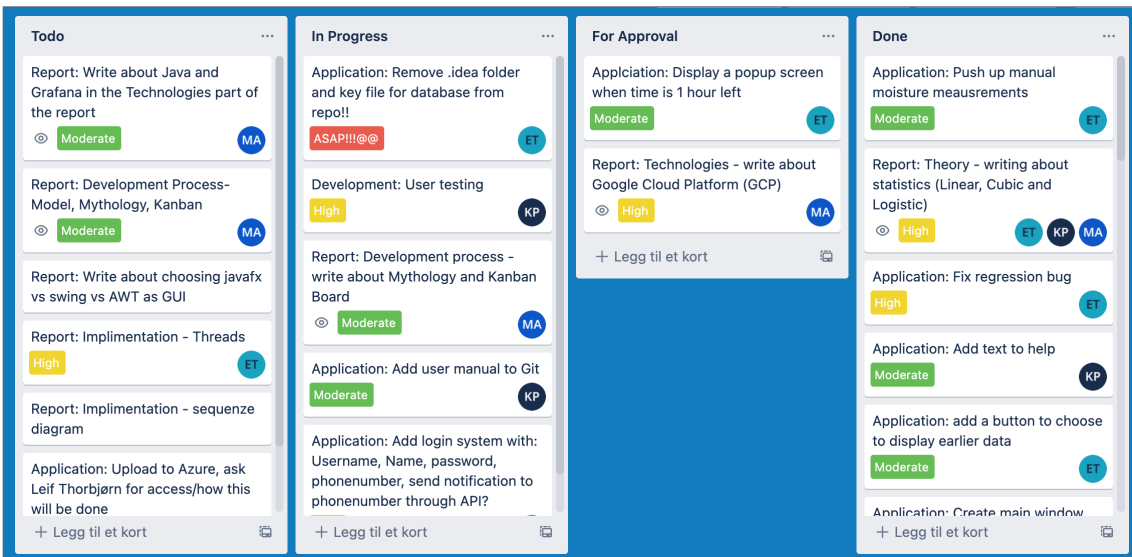 Todo
Report: Write about Java and
Grafana in the Technologies part of
the report
Moderate
MA
Report: Development Process-
Model, Mythology, Kanban
Moderate
MA
Report: Write about choosing javafx
vs swing vs AWT as GUI
Report: Implimentation - Threads
High
ET
Report: Implimentation - sequenze
diagram
Application: Upload to Azure, ask
Leif Thorbjørn for access/how this
will be done
+ Legg til et kort
In Progress
Application: Remove .idea folder
and key file for database from
repo!!
ASAP!!!@@
ET
Development: User testing
High
KP
Report: Development process -
write about Mythology and Kanban
Board
Moderate
MA
Application: Add user manual to Git
Moderate
KP
Application: Add login system with:
Username, Name, password,
phonenumber, send notification to
phonenumber through API?
+ Legg til et kort
For Approval
Applciation: Display a popup screen
when time is 1 hour left
Moderate
ET
Report: Technologies - write about
Google Cloud Platform (GCP)
High
MA
+ Legg til et kort
Done
Application: Push up manual
moisture meausrements
Moderate
ET
Report: Theory - writing about
statistics (Linear, Cubic and
Logistic)
High
ET KP MA
Application: Fix regression bug
High
ET
Application: Add text to help
Moderate
KP
Application: add a button to choose
to display earlier data
Moderate
ET
Application: Create main window
+ Legg til et kort